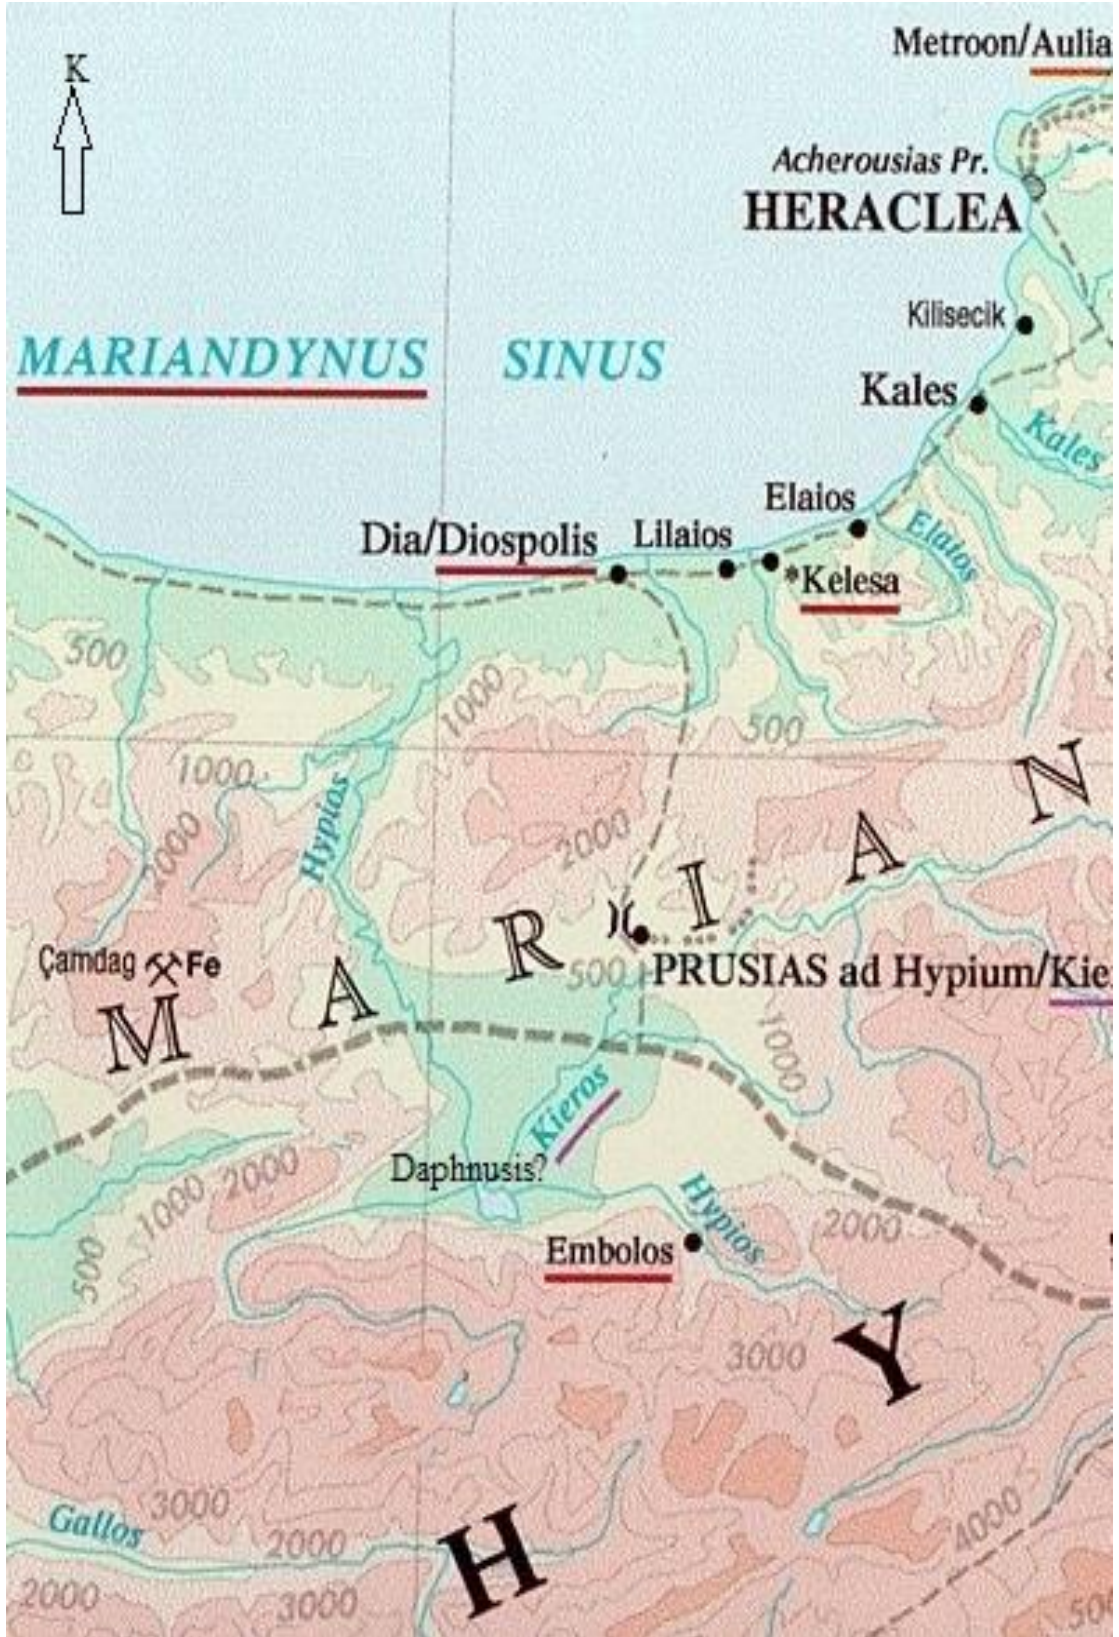 Metroon/Aulia
K
Acherousias Pr.
HERACLEA
Kilisecik
MARIANDYNUS SINUS
Kales
Kales
Elaios
Dia/Diospolis
Lilaios
Elaios
*Kelesa
500
1000
500
1000
N
Hypios
2000
2000
A
I
R
Çamdag Fe
500
PRUSIAS ad Hypium/Kie
A
M
1000
Kieros
Daphnusis?
2000
1000
Hypios
2000
Embolos
500
3000
Y
3000
Gallos
4000
2000
H
2000
3000
500